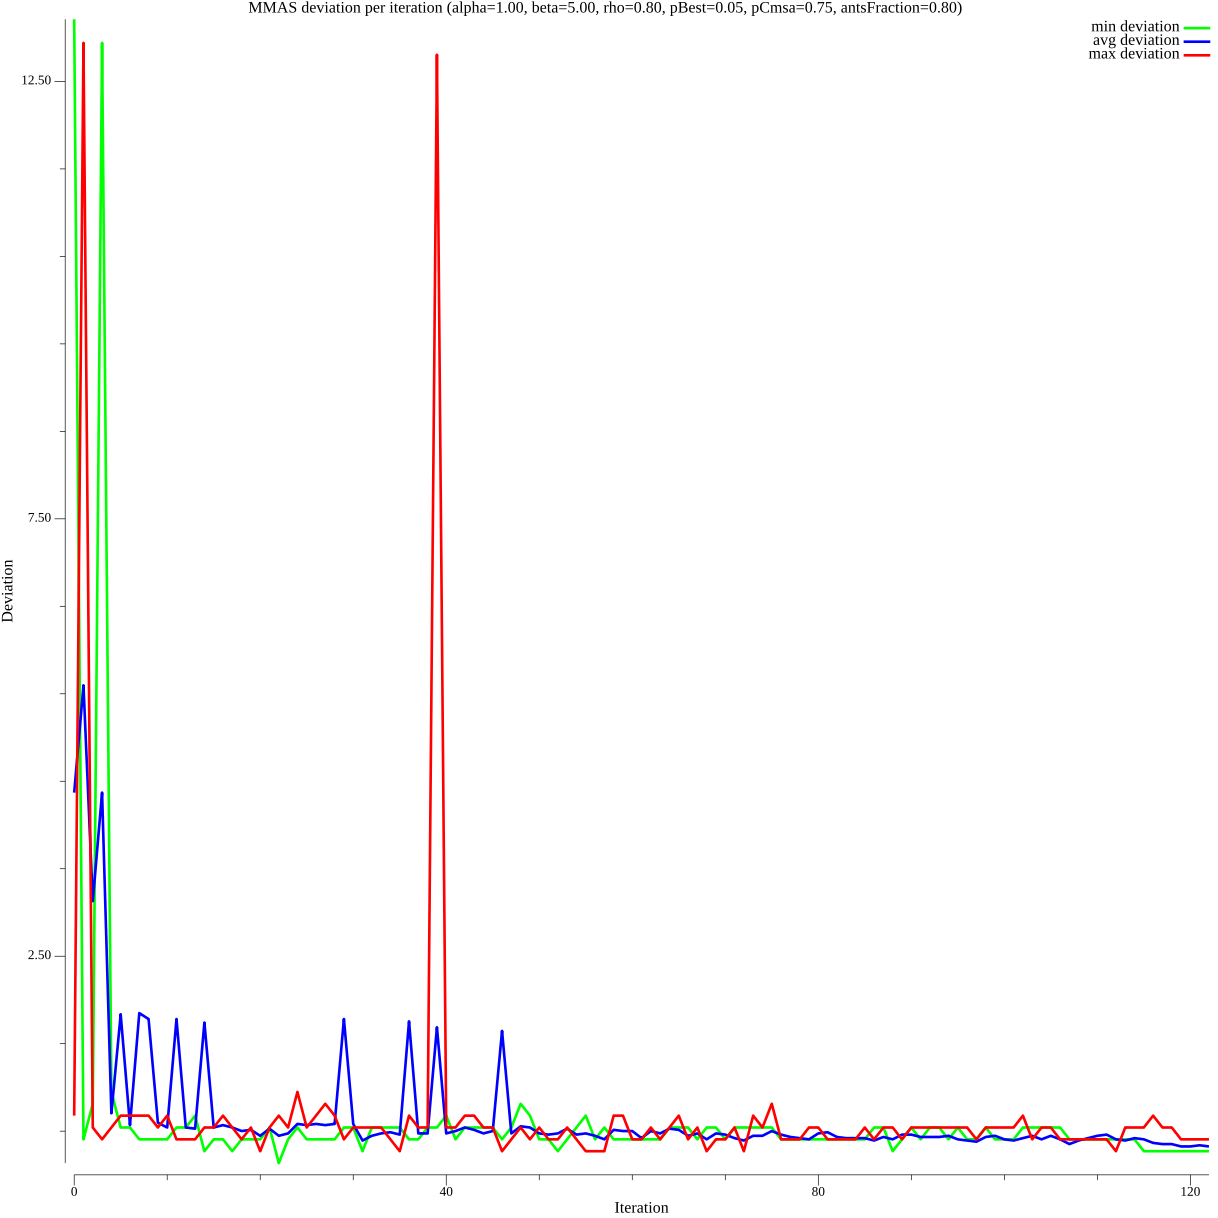 MMAS deviation per iteration (alpha=1.00, beta=5.00, rho=0.80, pBest=0.05, pCmsa=0.75, antsFraction=0.80)
min deviation
avg deviation
max deviation
12.50
7.50
2.50
Deviation
0
40
80
120
Iteration